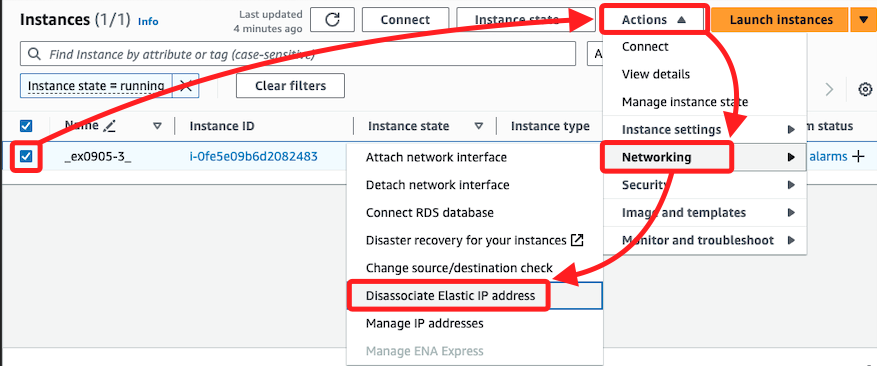 Instances (1/1) Info
Last updated
4 minutes ago
Connect
Instance state
Actions
Launch instances
Find Instance by attribute or tag (case-sensitive)
A
Instance state = running
Clear filters
Name
Instance ID
Instance state
Instance type
m status
_ex0905-3_
i-0fe5e09b6d2082483
alarms
Connect
View details
Manage instance state
Instance settings
Networking
Security
Image and templates
Monitor and troubleshoot
Attach network interface
Detach network interface
Connect RDS database
Disaster recovery for your instances
Change source/destination check
Disassociate Elastic IP address
Manage IP addresses
Manage ENA Express